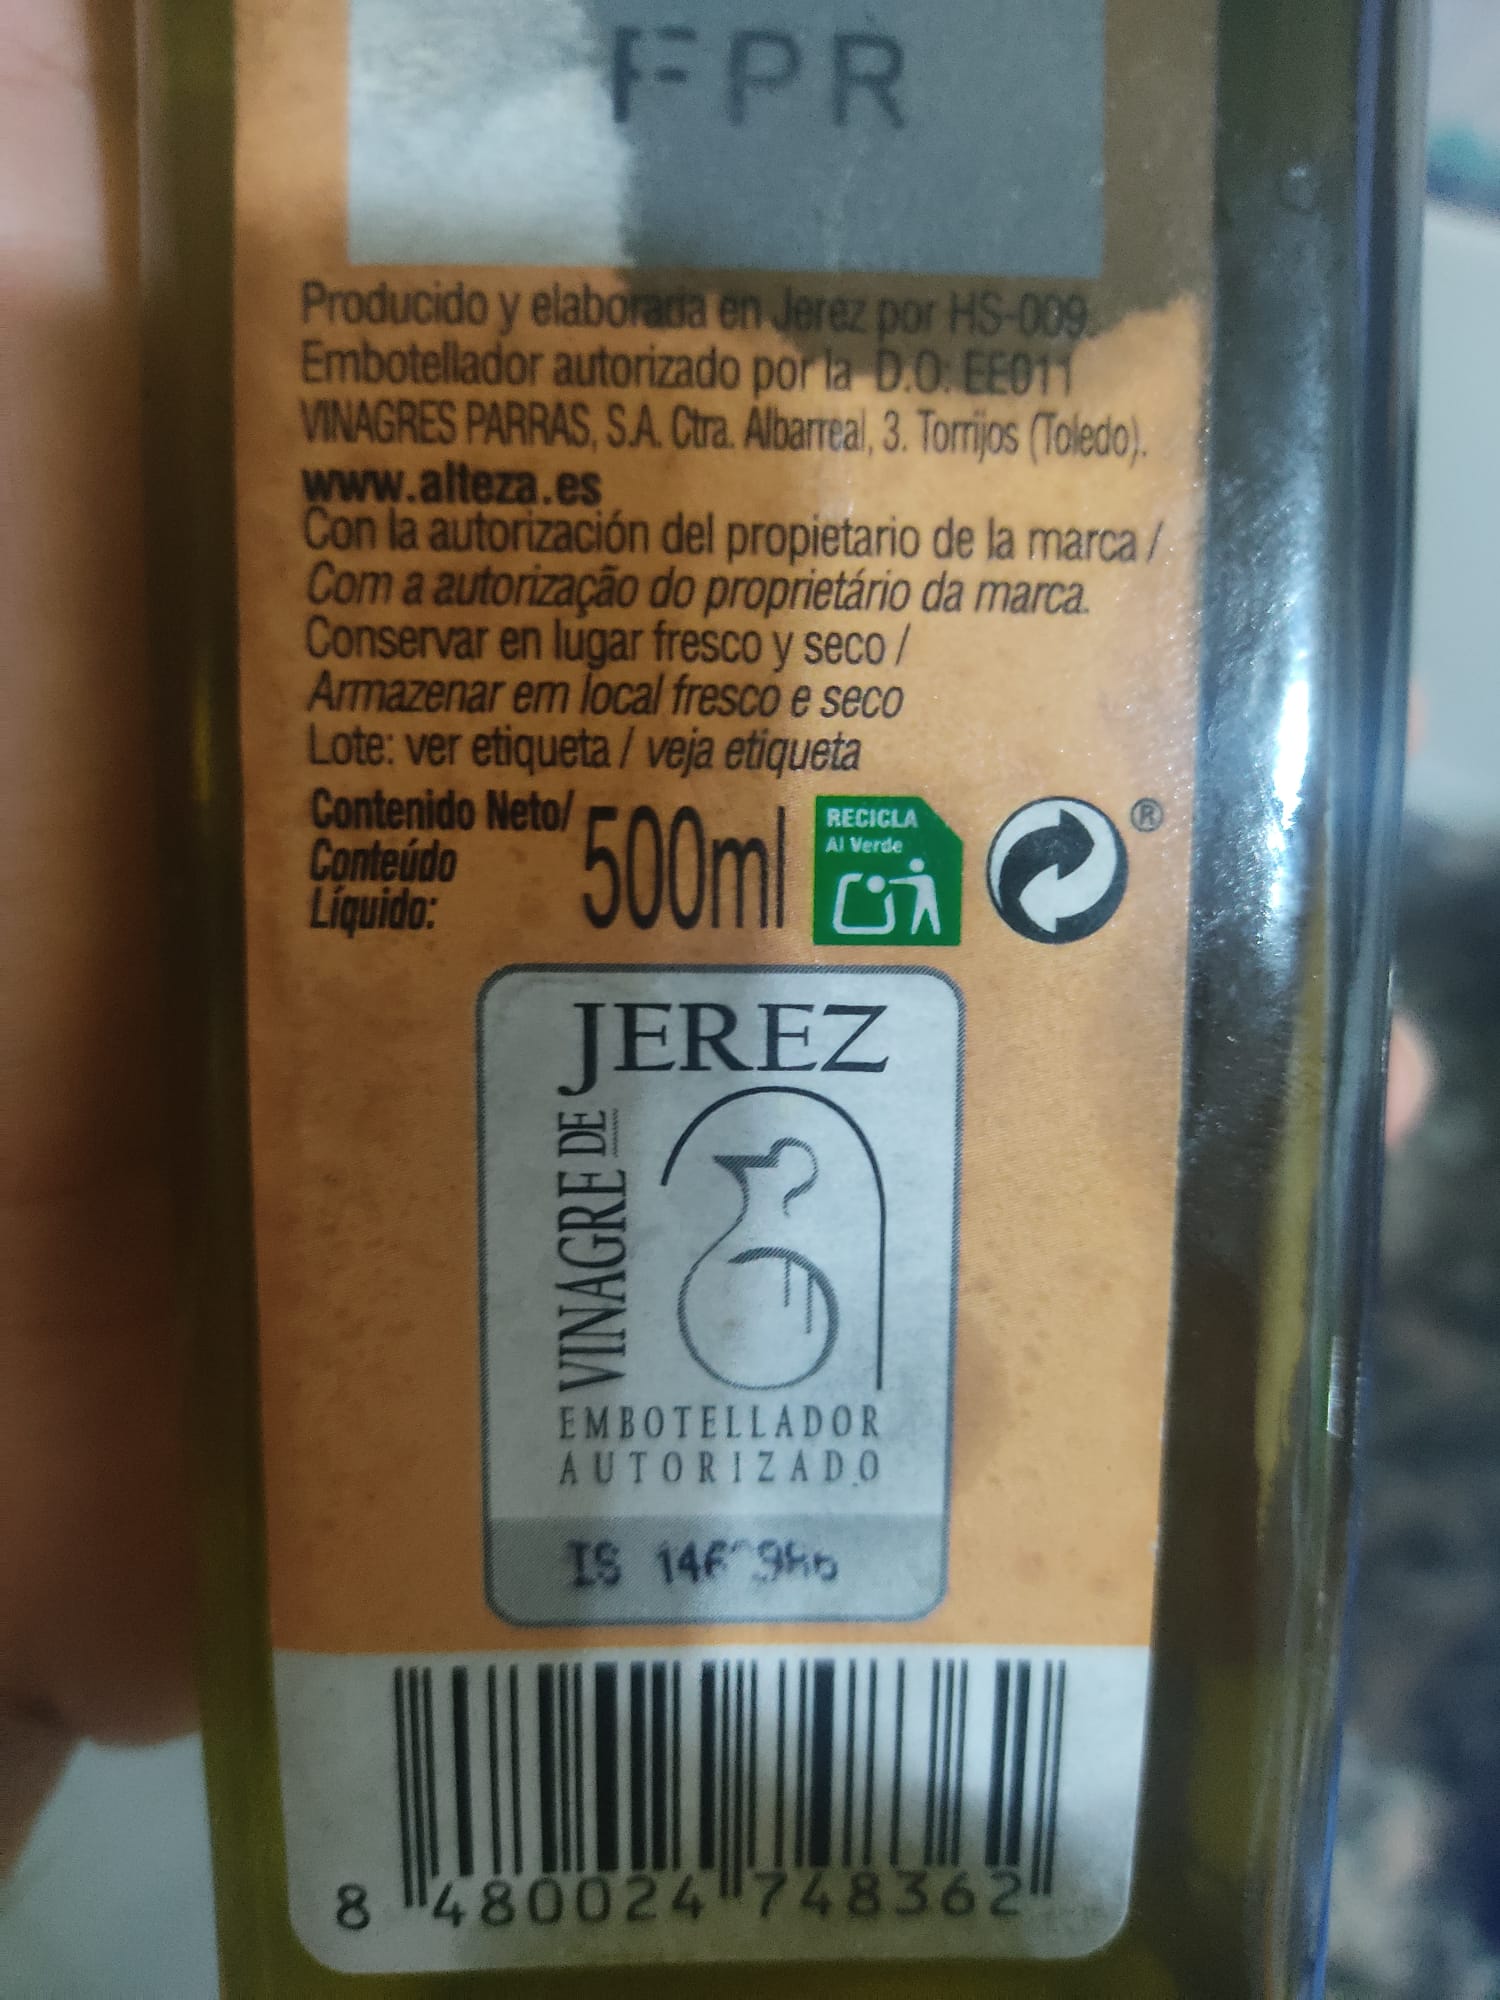 FPR
Producido y elaborada en Jerez por HS-009.
Embotellador autorizado por la D.O: EE011
VINAGRES PARRAS, S.A. Ctra. Albarreal, 3. Torrijos (Toledo).
www.alteza.es
Con la autorización del propietario de la marca /
Com a autorização do proprietário da marca.
Conservar en lugar fresco y seco /
Armazenar em local fresco e seco
Lote: ver etiqueta / veja etiqueta
Contenido Neto/
Conteúdo
Líquido:
500ml
RECICLA
Al Verde
®
JEREZ
VINAGRE DE
EMBOTELLADOR
AUTORIZADO
IS
8 480024 748362